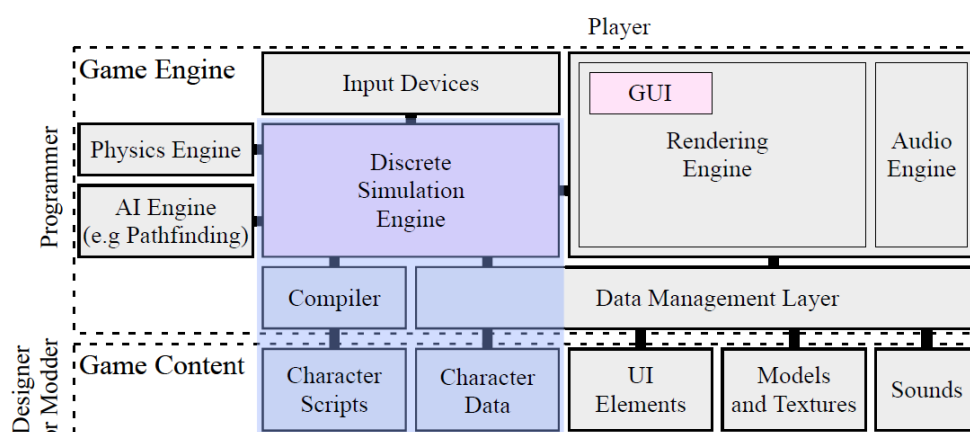 Player
Game Engine
Input Devices
GUI
Rendering
Engine
Audio
Engine
Programmer
Physics Engine
Discrete
Simulation
Engine
AI Engine
(e.g Pathfinding)
Compiler
Data Management Layer
Designer
or Modder
Game Content
Character
Scripts
Character
Data
UI
Elements
Models
and Textures
Sounds